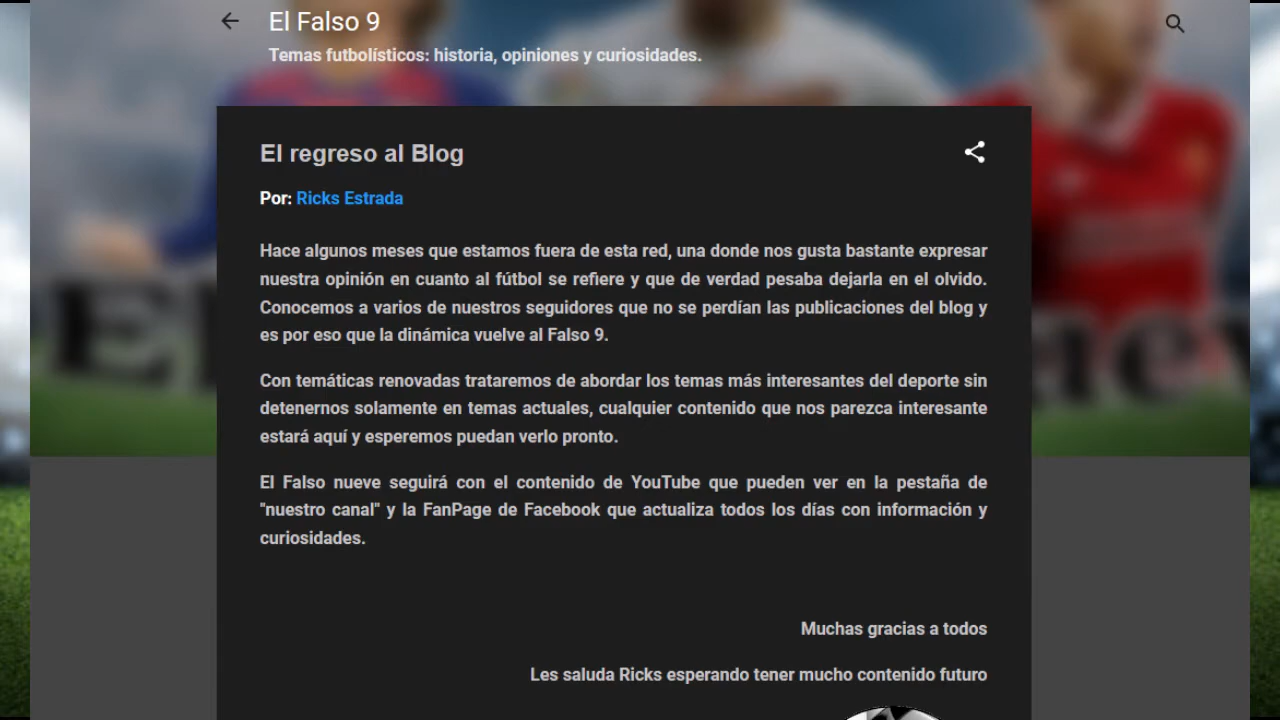 El Falso 9
Temas futbolísticos: historia, opiniones y curiosidades.
El regreso al Blog
Por: Ricks Estrada
Hace algunos meses que estamos fuera de esta red, una donde nos gusta bastante expresar
nuestra opinión en cuanto al fútbol se refiere y que de verdad pesaba dejarla en el olvido.
Conocemos a varios de nuestros seguidores que no se perdían las publicaciones del blog y
es por eso que la dinámica vuelve al Falso 9.
Con temáticas renovadas trataremos de abordar los temas más interesantes del deporte sin
detenernos solamente en temas actuales, cualquier contenido que nos parezca interesante
estará aquí y esperemos puedan verlo pronto.
El Falso nueve seguirá con el contenido de YouTube que pueden ver en la pestaña de
"nuestro canal" y la FanPage de Facebook que actualiza todos los días con información y
curiosidades.
Muchas gracias a todos
Les saluda Ricks esperando tener mucho contenido futuro